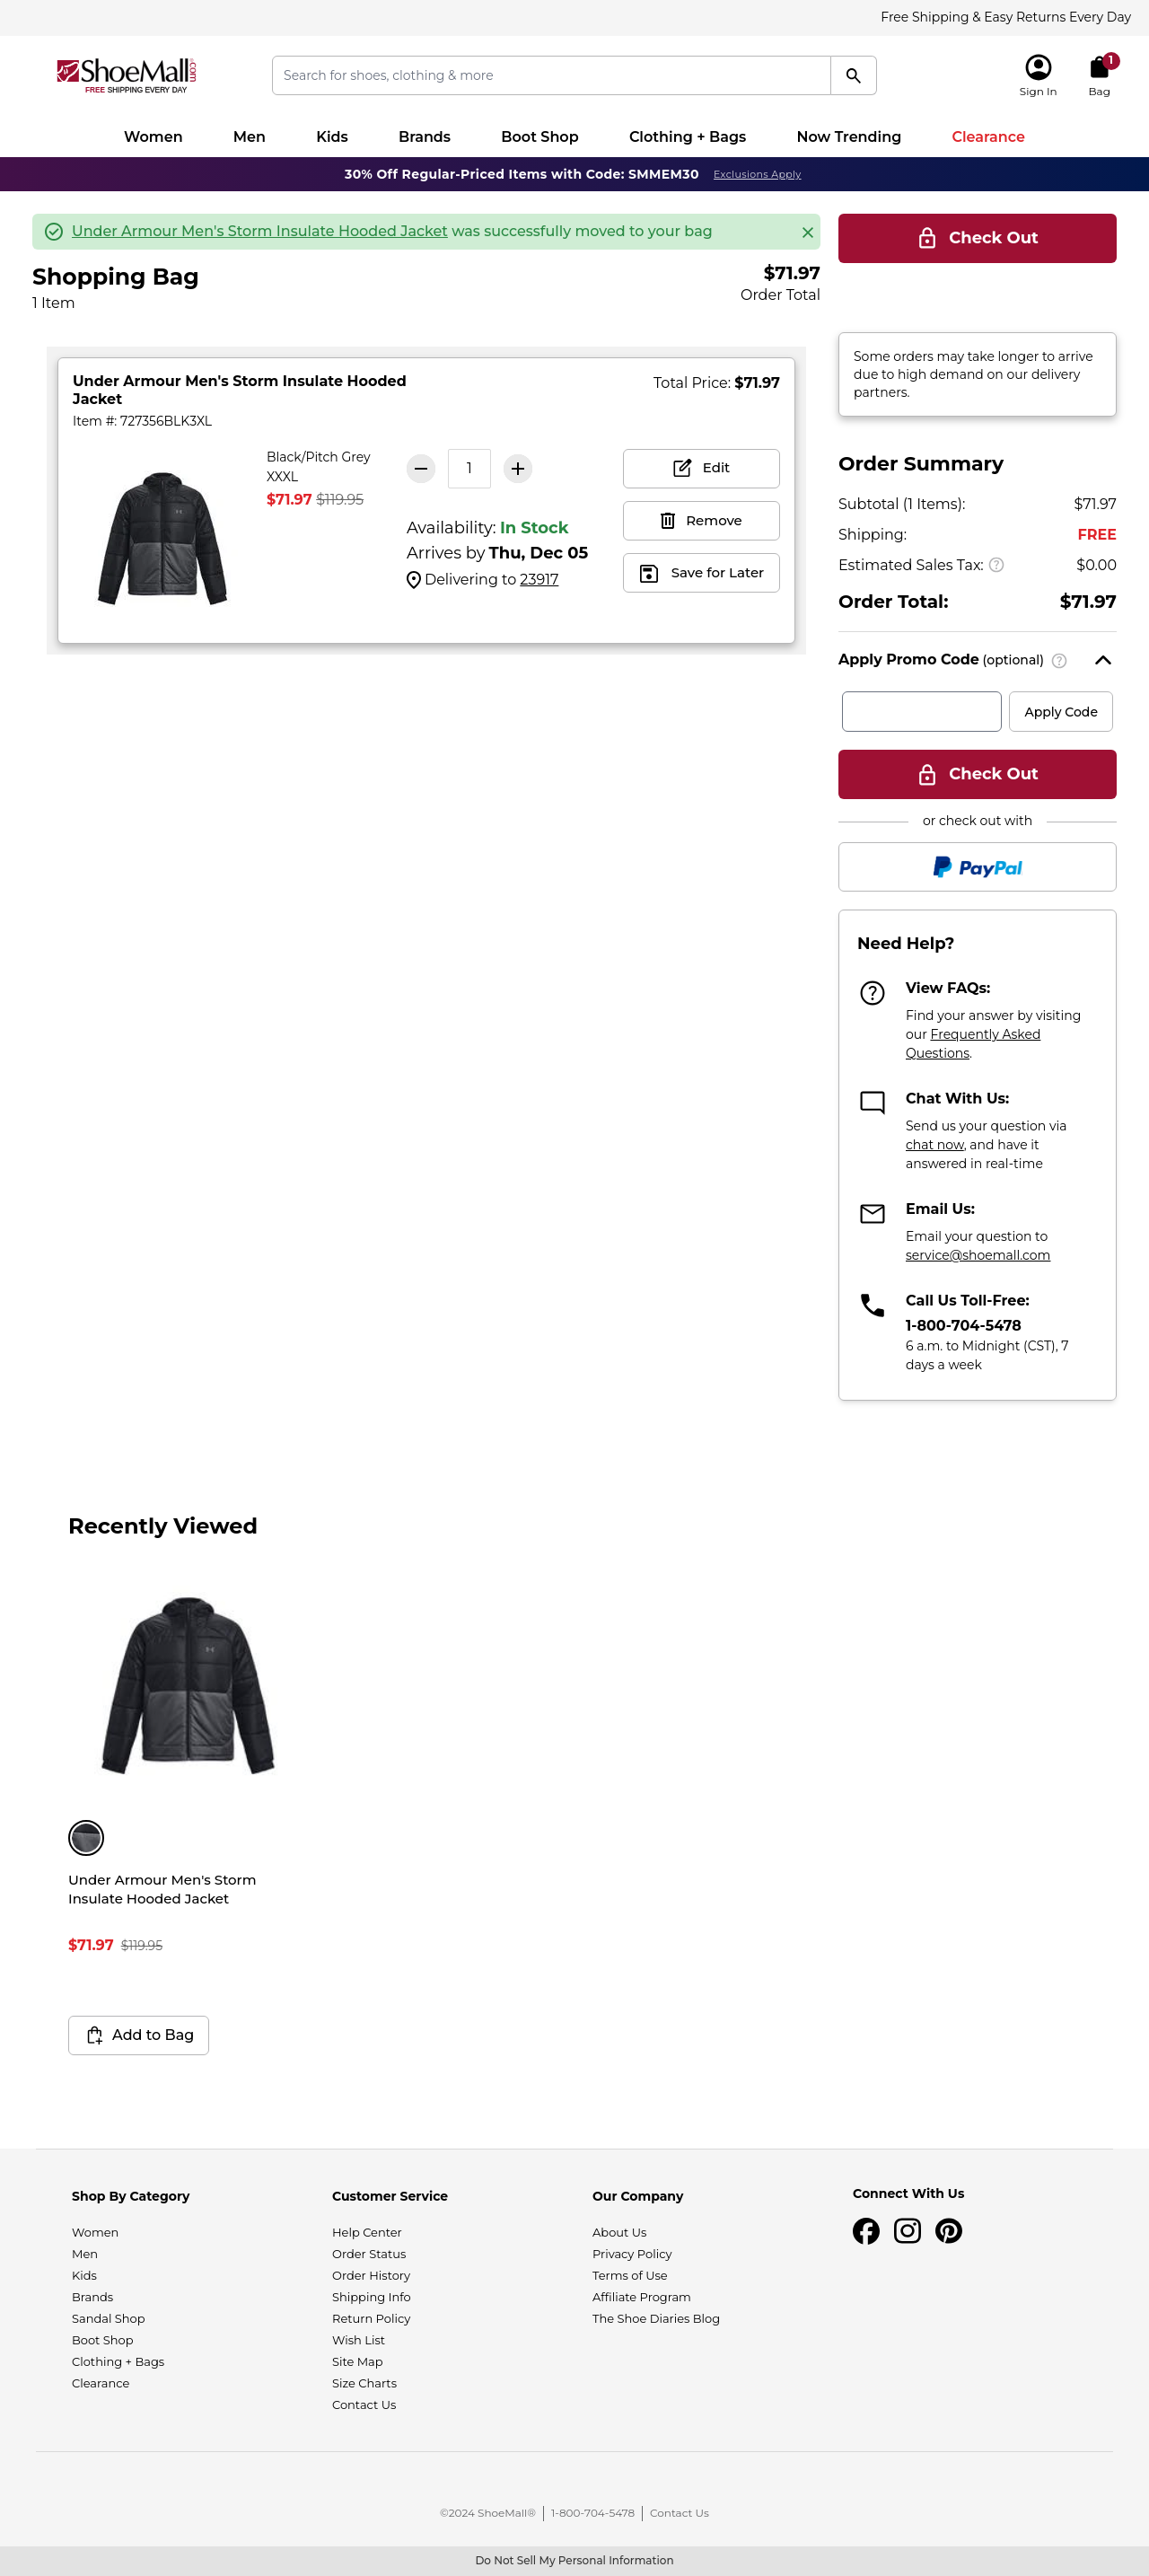 Free Shipping & Easy Returns Every Day
ShoeMall.com
FREE SHIPPING EVERY DAY
Search for shoes, clothing & more
Sign In
1
Bag
Women
Men
Kids
Brands
Boot Shop
Clothing + Bags
Now Trending
Clearance
30% Off Regular-Priced Items with Code: SMMEM30 Exclusions Apply
Under Armour Men's Storm Insulate Hooded Jacket was successfully moved to your bag
Check Out
Shopping Bag
1 Item
$71.97
Order Total
Under Armour Men's Storm Insulate Hooded
Jacket
Item #: 727356BLK3XL
Total Price: $71.97
Black/Pitch Grey
XXXL
$71.97 $119.95
1
Availability: In Stock
Arrives by Thu, Dec 05
Delivering to 23917
Edit
Remove
Save for Later
Some orders may take longer to arrive
due to high demand on our delivery
partners.
Order Summary
Subtotal (1 Items): $71.97
Shipping: FREE
Estimated Sales Tax: $0.00
Order Total: $71.97
Apply Promo Code (optional)
Apply Code
Check Out
or check out with
PayPal
Need Help?
View FAQs:
Find your answer by visiting
our Frequently Asked
Questions.
Chat With Us:
Send us your question via
chat now, and have it
answered in real-time
Email Us:
Email your question to
service@shoemall.com
Call Us Toll-Free:
1-800-704-5478
6 a.m. to Midnight (CST), 7
days a week
Recently Viewed
Under Armour Men's Storm
Insulate Hooded Jacket
$71.97 $119.95
Add to Bag
Shop By Category
Women
Men
Kids
Brands
Sandal Shop
Boot Shop
Clothing + Bags
Clearance
Customer Service
Help Center
Order Status
Order History
Shipping Info
Return Policy
Wish List
Site Map
Size Charts
Contact Us
Our Company
About Us
Privacy Policy
Terms of Use
Affiliate Program
The Shoe Diaries Blog
Connect With Us
©2024 ShoeMall® 1-800-704-5478 Contact Us
Do Not Sell My Personal Information